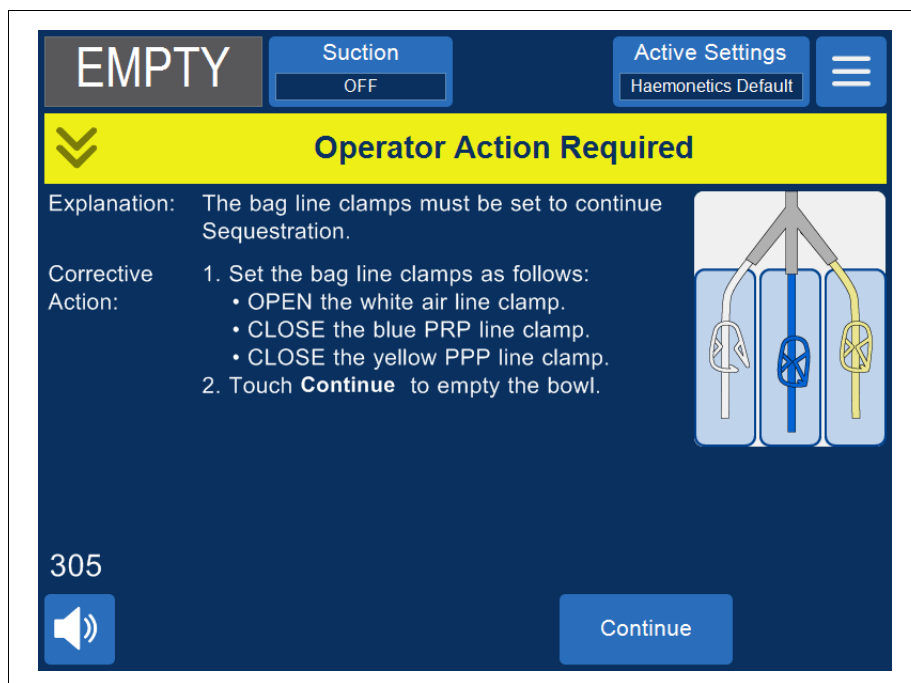 EMPTY
Suction
OFF
Active Settings
Haemonetics Default
Operator Action Required
Explanation:
The bag line clamps must be set to continue
Sequestration.
Corrective
Action:
1. Set the bag line clamps as follows:
• OPEN the white air line clamp.
• CLOSE the blue PRP line clamp.
• CLOSE the yellow PPP line clamp.
2. Touch Continue to empty the bowl.
305
Continue